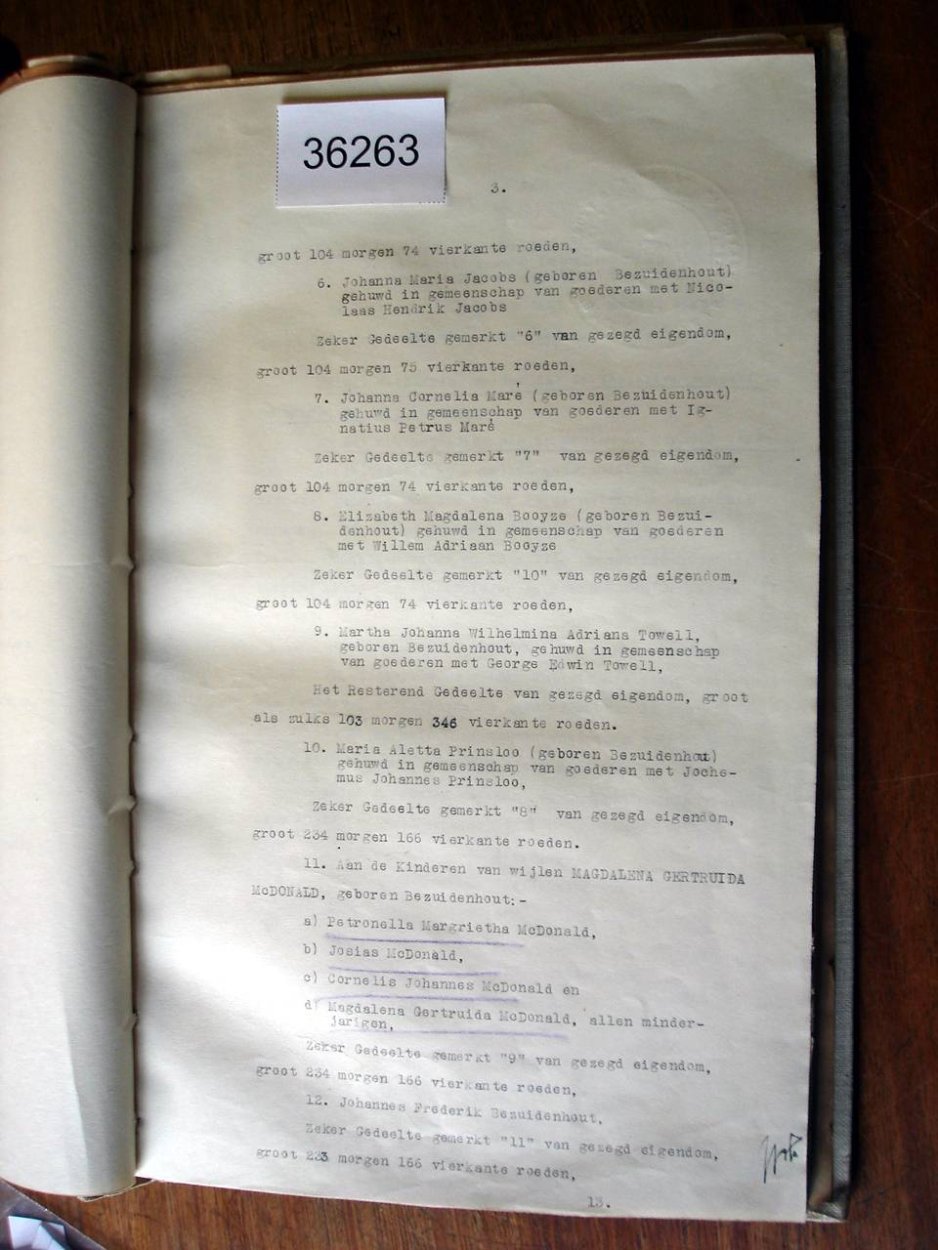 36263
3.
groot 104 morgen 74 vierkante roeden,
6. Johanna Maria Jacobs (geboren Bezuidenhout)
gehuwd in gemeenschap van goederen met Nico-
laas Hendrik Jacobs
Zeker Gedeelte gemerkt "6" van gezegd eigendom,
groot 104 morgen 75 vierkante roeden,
7. Johanna Cornelia Maré (geboren Bezuidenhout)
gehuwd in gemeenschap van goederen met Ig-
natius Petrus Maré
Zeker Gedeelte gemerkt "7" van gezegd eigendom,
groot 104 morgen 74 vierkante roeden,
8. Elizabeth Magdalena Booyze (geboren Bezui-
denhout) gehuwd in gemeenschap van goederen
met Willem Adriaan Booyze
Zeker Gedeelte gemerkt "10" van gezegd eigendom,
groot 104 morgen 74 vierkante roeden,
9. Martha Johanna Wilhelmina Adriana Towell,
geboren Bezuidenhout, gehuwd in gemeenschap
van goederen met George Edwin Towell,
Het Resterend Gedeelte van gezegd eigendom, groot
als zulks 103 morgen 346 vierkante roeden.
10. Maria Aletta Prinsloo (geboren Bezuidenhout)
gehuwd in gemeenschap van goederen met Joche-
mus Johannes Prinsloo,
Zeker Gedeelte gemerkt "8" van gezegd eigendom,
groot 234 morgen 166 vierkante roeden.
11. Aan de Kinderen van wijlen MAGDALENA GERTRUIDA
McDONALD, geboren Bezuidenhout:-
a) Petronella Margrietha McDonald,
b) Josias McDonald,
c) Cornelis Johannes McDonald en
d) Magdalena Gertruida McDonald, allen minder-
jarigen,
Zeker Gedeelte gemerkt "9" van gezegd eigendom,
groot 234 morgen 166 vierkante roeden,
12. Johannes Frederik Bezuidenhout,
Zeker Gedeelte gemerkt "11" van gezegd eigendom,
groot 233 morgen 166 vierkante roeden,
13.